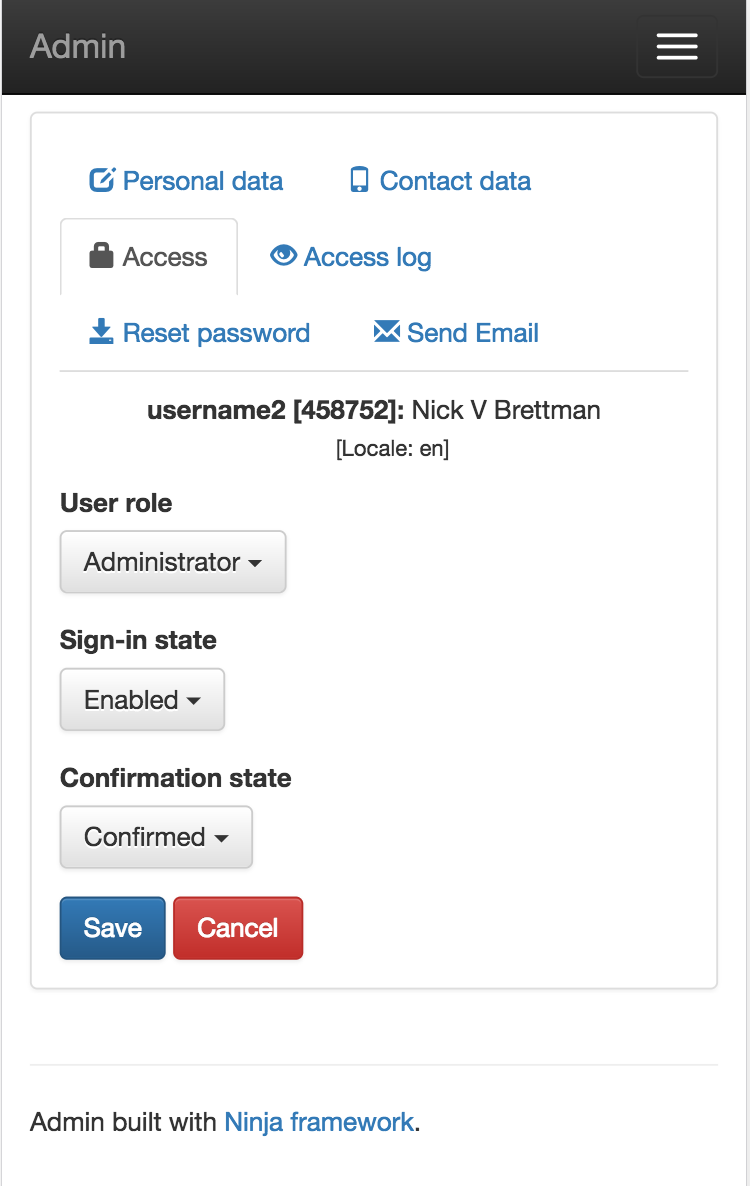 Admin
Personal data Contact data
Access Access log
Reset password Send Email
username2 [458752]: Nick V Brettman
[Locale: en]
User role
Administrator
Sign-in state
Enabled
Confirmation state
Confirmed
Save Cancel
Admin built with Ninja framework.